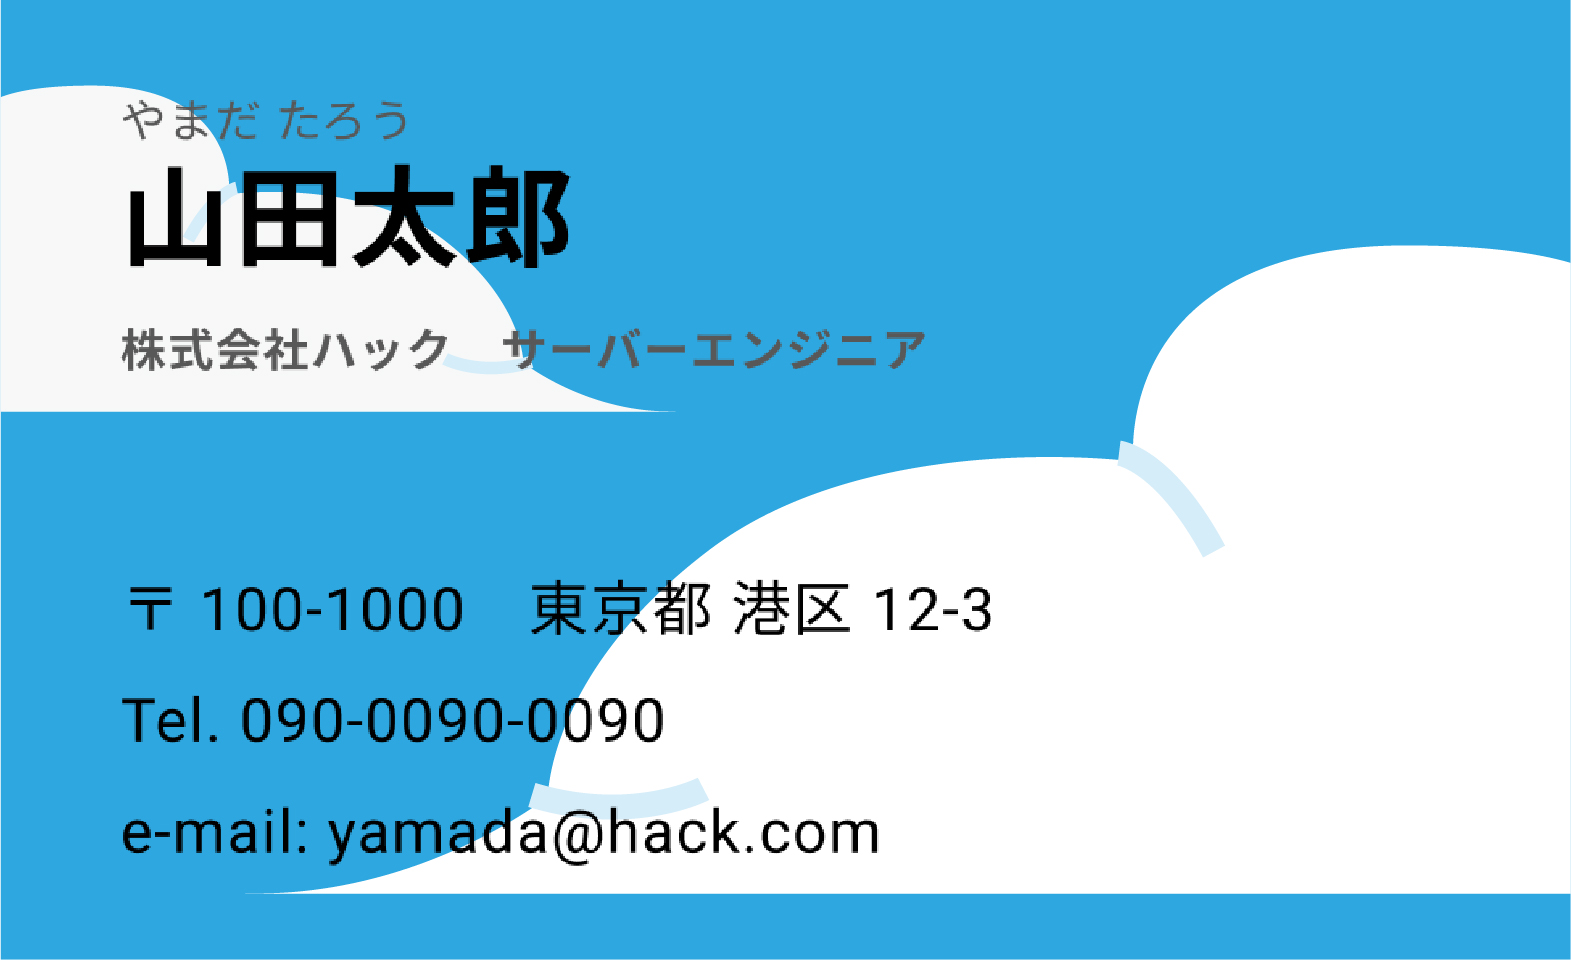 やまだ たろう
山田太郎
株式会社ハック　サーバーエンジニア
〒 100-1000　東京都 港区 12-3
Tel. 090-0090-0090
e-mail: yamada@hack.com